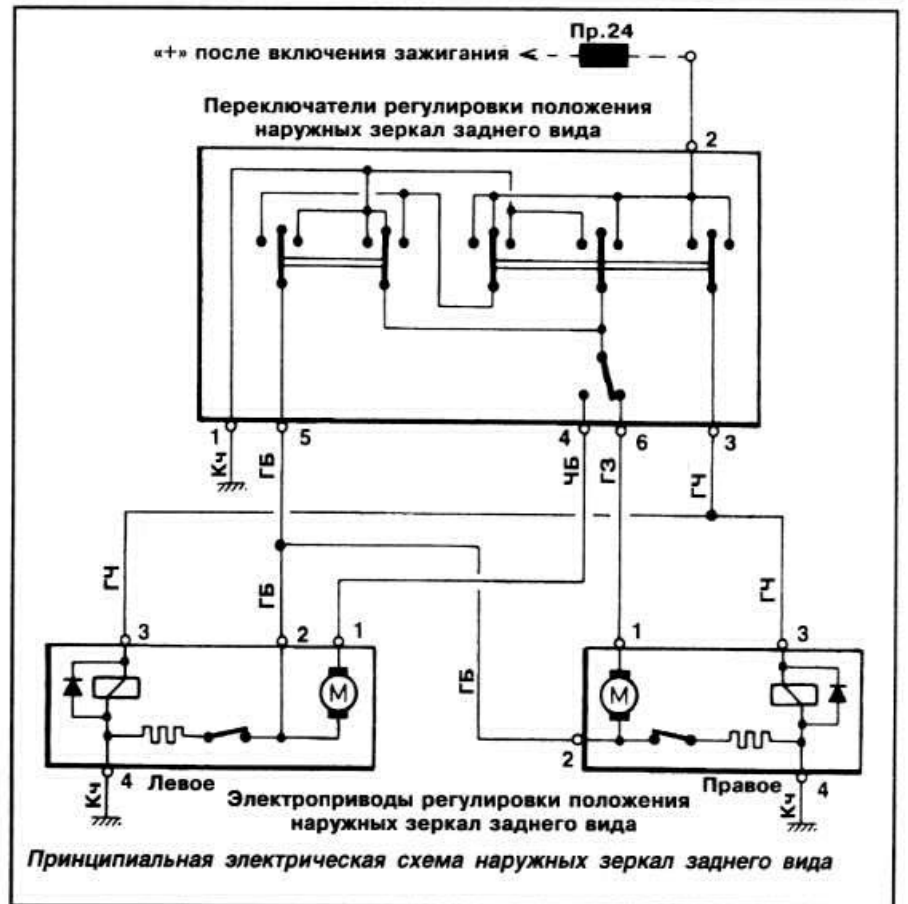 Пр.24
«+» после включения зажигания
Переключатели регулировки положения
наружных зеркал заднего вида
2
1
5
4
6
3
Кч
ГБ
ЧБ
ГЗ
ГЧ
ГЧ
ГБ
ГЧ
3
2
1
1
3
М
ГБ
М
2
4
Левое
Правое
4
Кч
Кч
Электроприводы регулировки положения
наружных зеркал заднего вида
Принципиальная электрическая схема наружных зеркал заднего вида